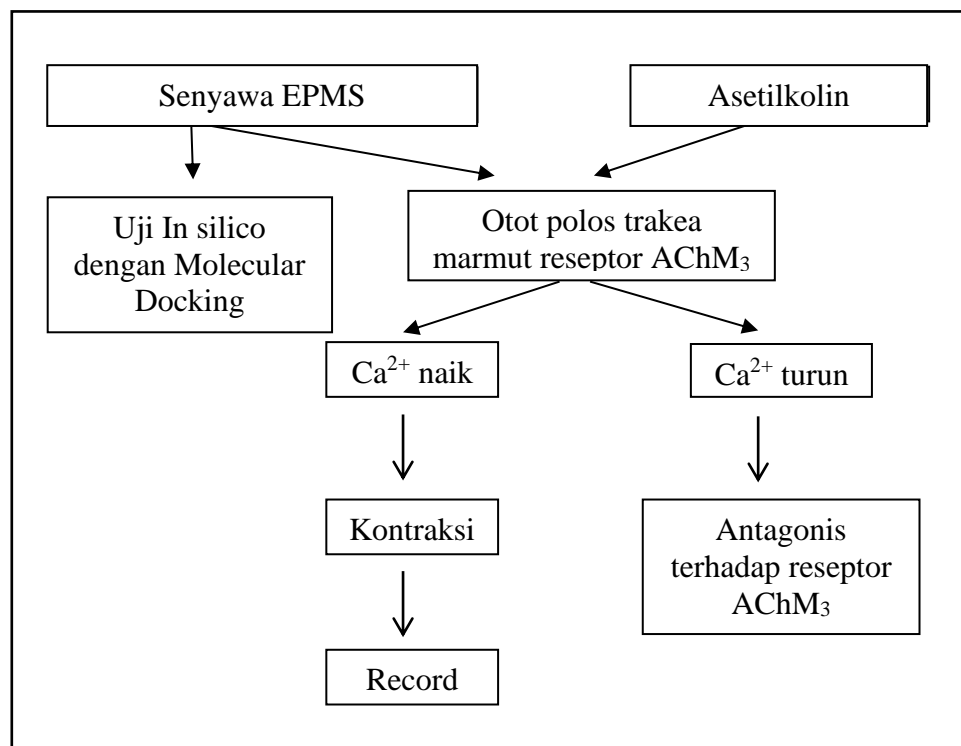 Senyawa EPMS
Asetilkolin
Uji In silico
dengan Molecular
Docking
Otot polos trakea
marmut reseptor AChM₃
Ca²⁺ naik
Ca²⁺ turun
Kontraksi
Antagonis
terhadap reseptor
AChM₃
Record